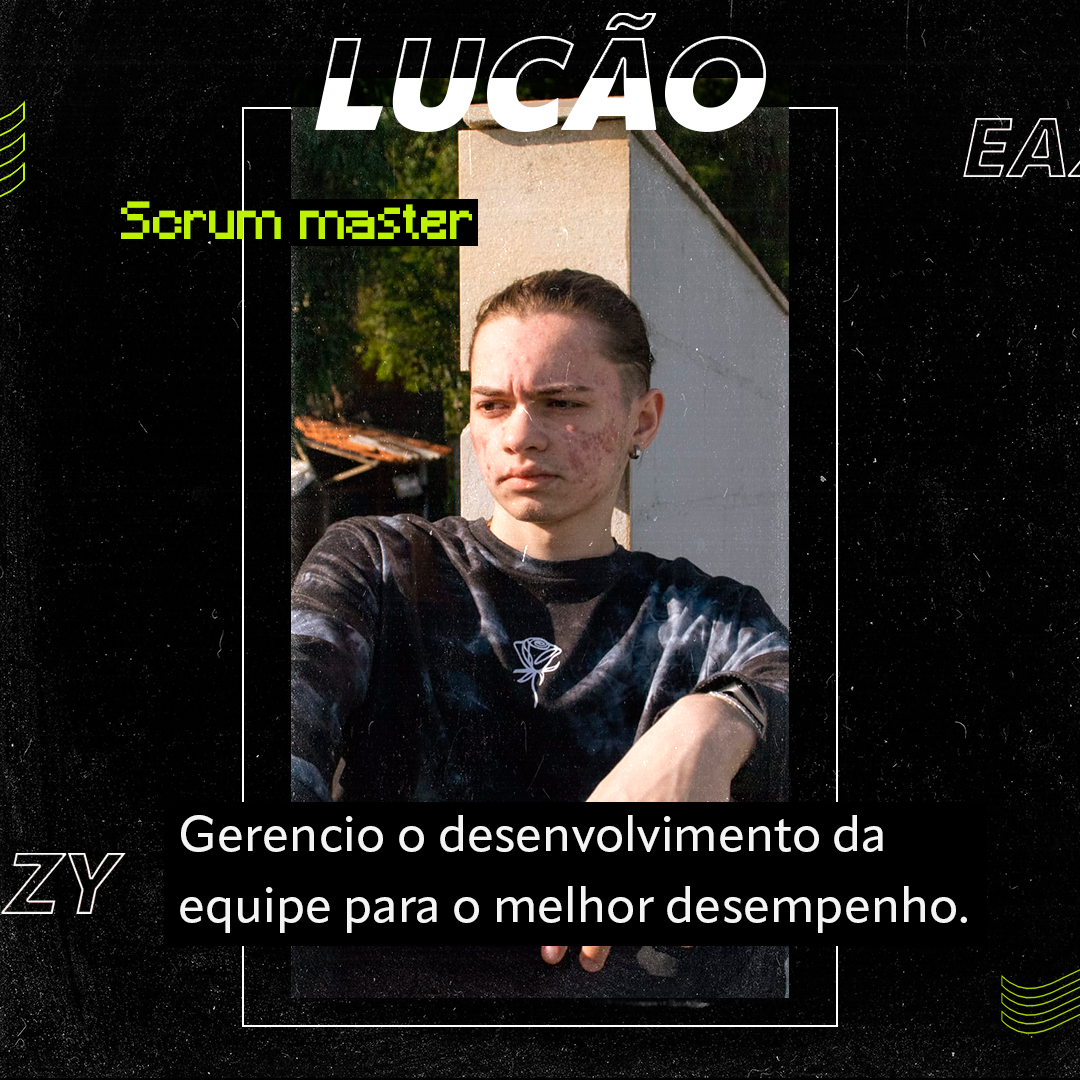 LUCÃO
EA
Scrum master
Gerencio o desenvolvimento da
equipe para o melhor desempenho.
ZY